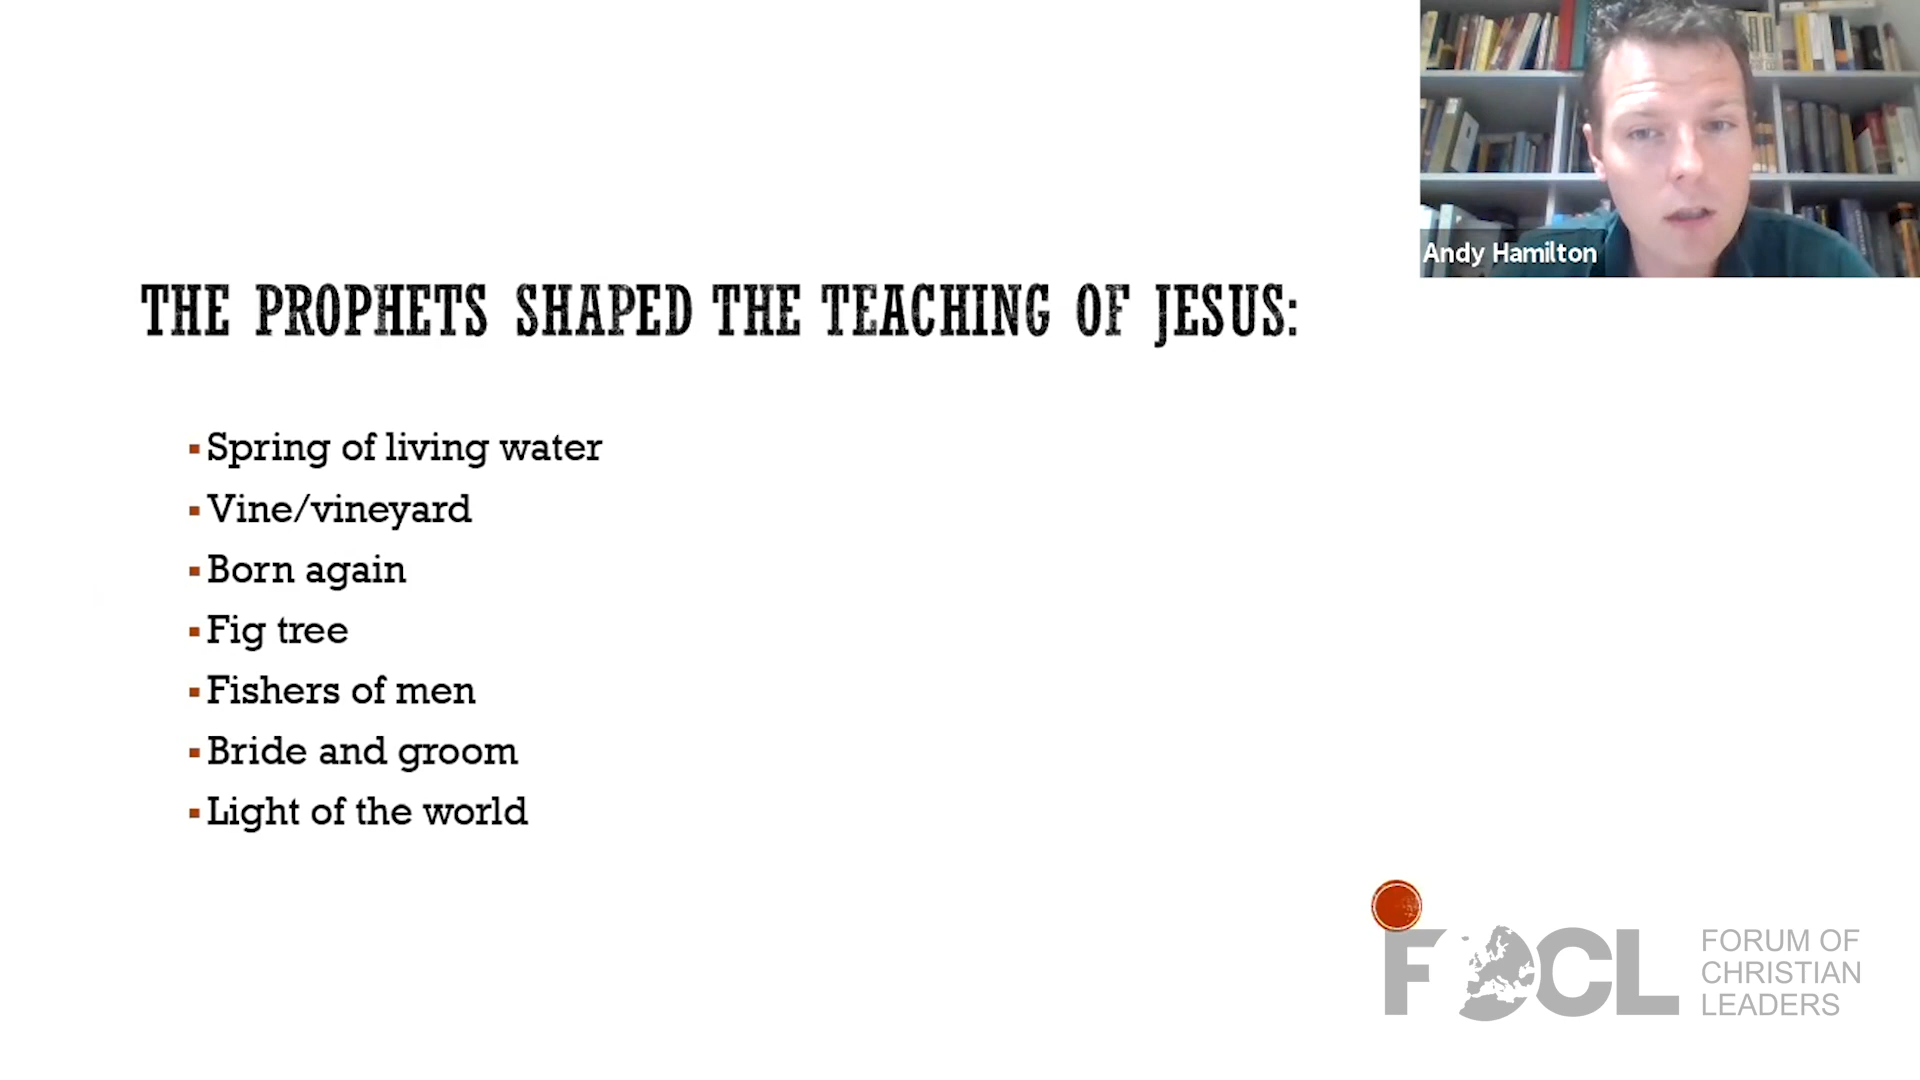 THE PROPHETS SHAPED THE TEACHING OF JESUS:
Spring of living water
Vine/vineyard
Born again
Fig tree
Fishers of men
Bride and groom
Light of the world
Andy Hamilton
FOCL
FORUM OF
CHRISTIAN
LEADERS